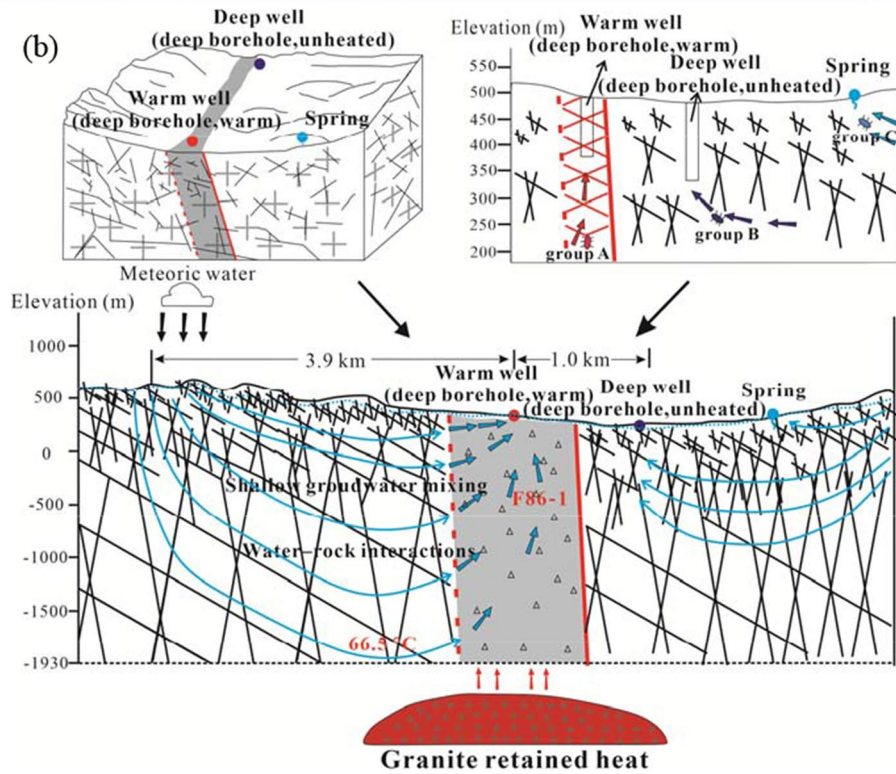 (b)
Deep well
(deep borehole,unheated)
Warm well
(deep borehole,warm)
Spring
Elevation (m)
Warm well
(deep borehole,warm)
Deep well
(deep borehole,unheated)
Spring
550
500
450
400
350
300
250
200
group A
group B
group C
Meteoric water
Elevation (m)
1000
500
0
-500
-1000
-1500
-1930
3.9 km
1.0 km
Warm well
(deep borehole,warm)
Deep well
(deep borehole,unheated)
Spring
Shallow groudwater mixing
F86-1
Water-rock interactions
66.5 °C
Granite retained heat